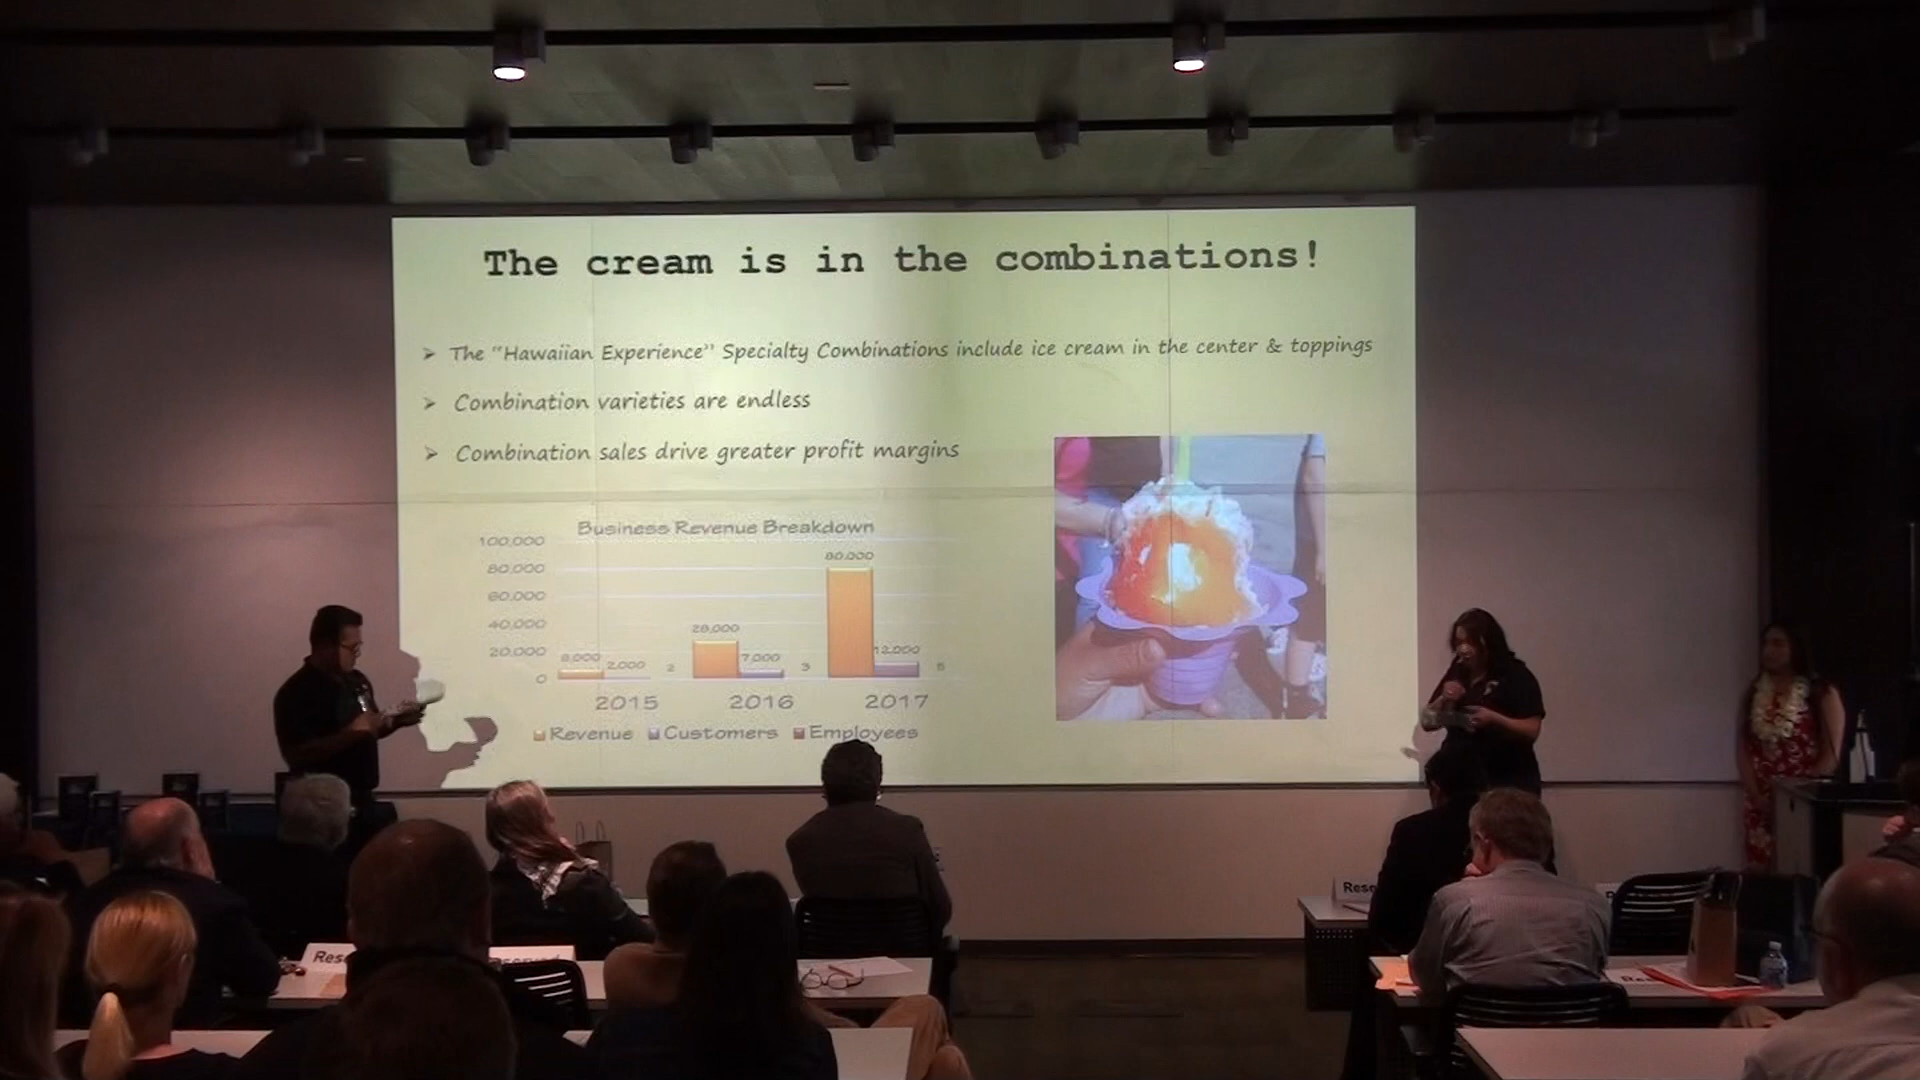 The cream is in the combinations!
➢ The “Hawaiian Experience” Specialty Combinations include ice cream in the center & toppings
➢ Combination varieties are endless
➢ Combination sales drive greater profit margins
Business Revenue Breakdown
100,000
80,000
60,000
40,000
20,000
0
8,000 2,000 2
28,000 7,000 3
80,000 12,000 5
2015 2016 2017
Revenue Customers Employees